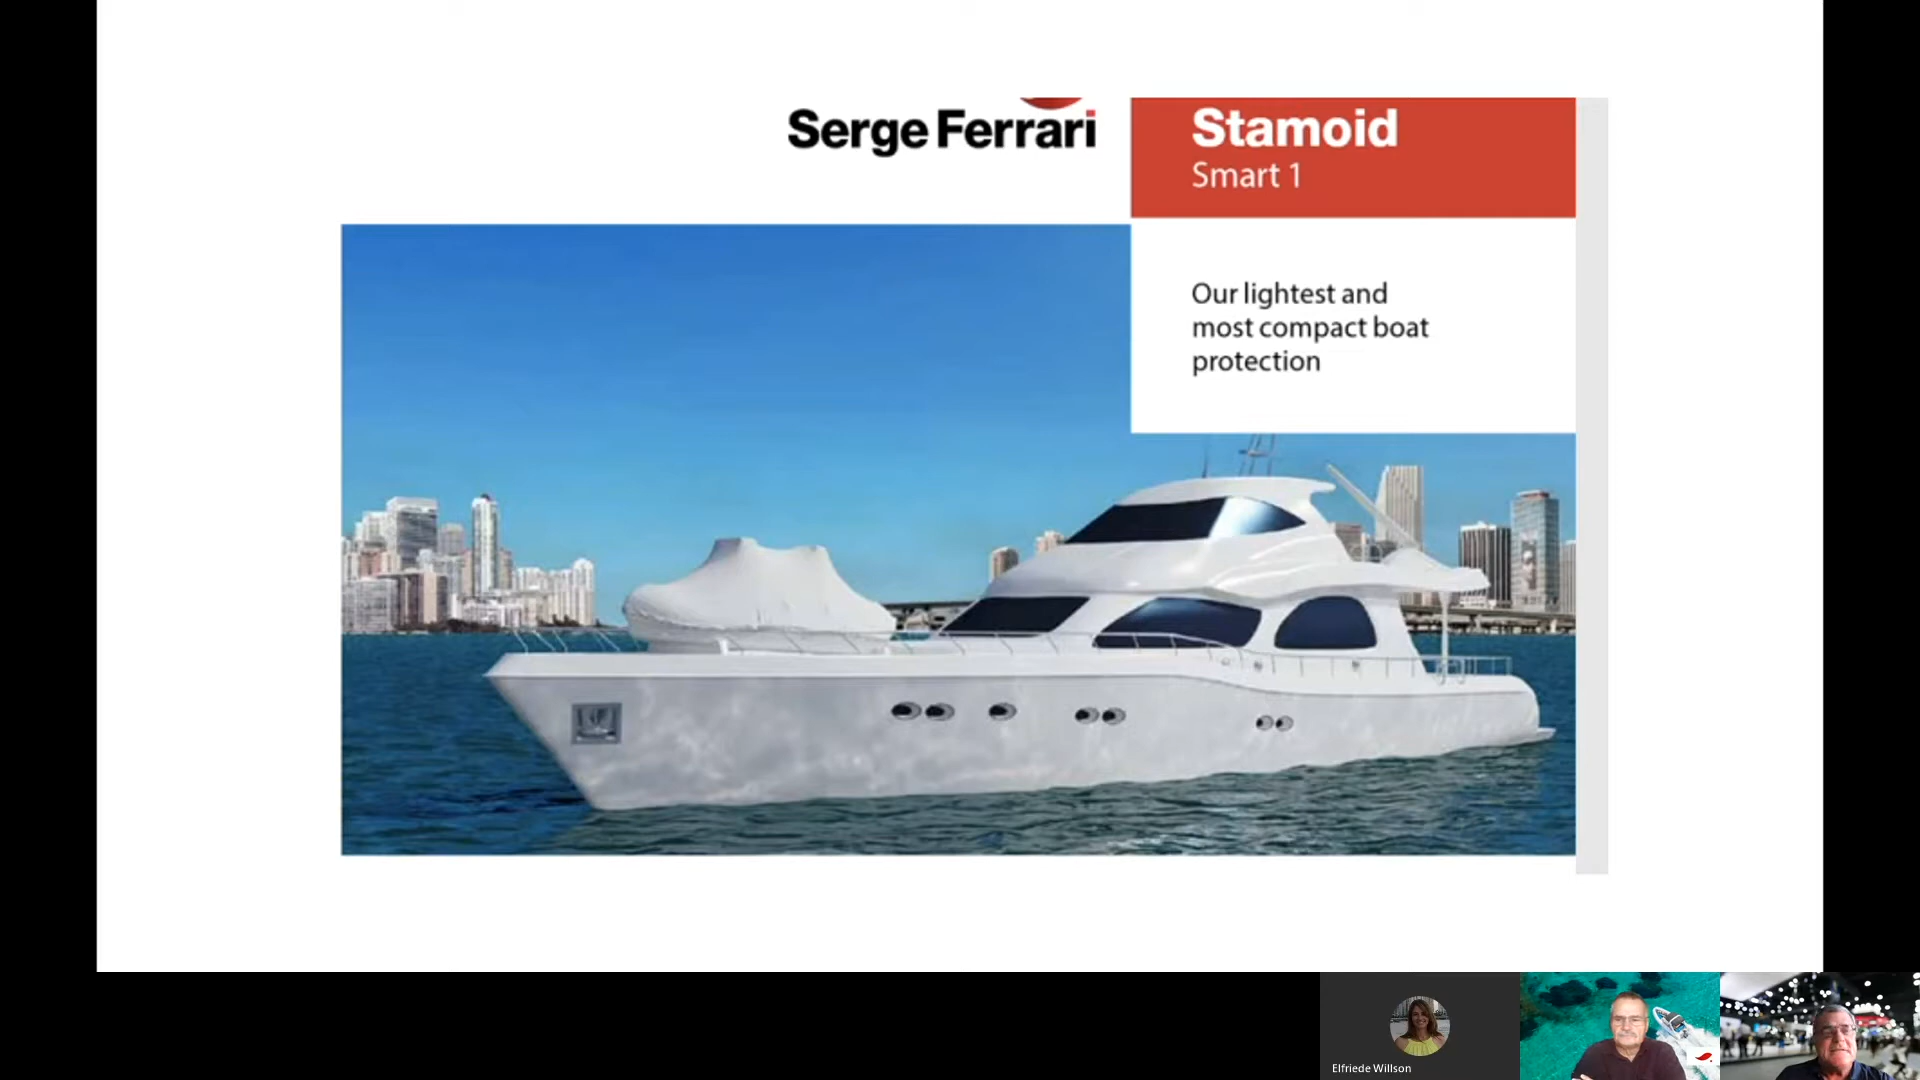 Serge Ferrari
Stamoid
Smart 1
Our lightest and
most compact boat
protection
Elfriede Willson